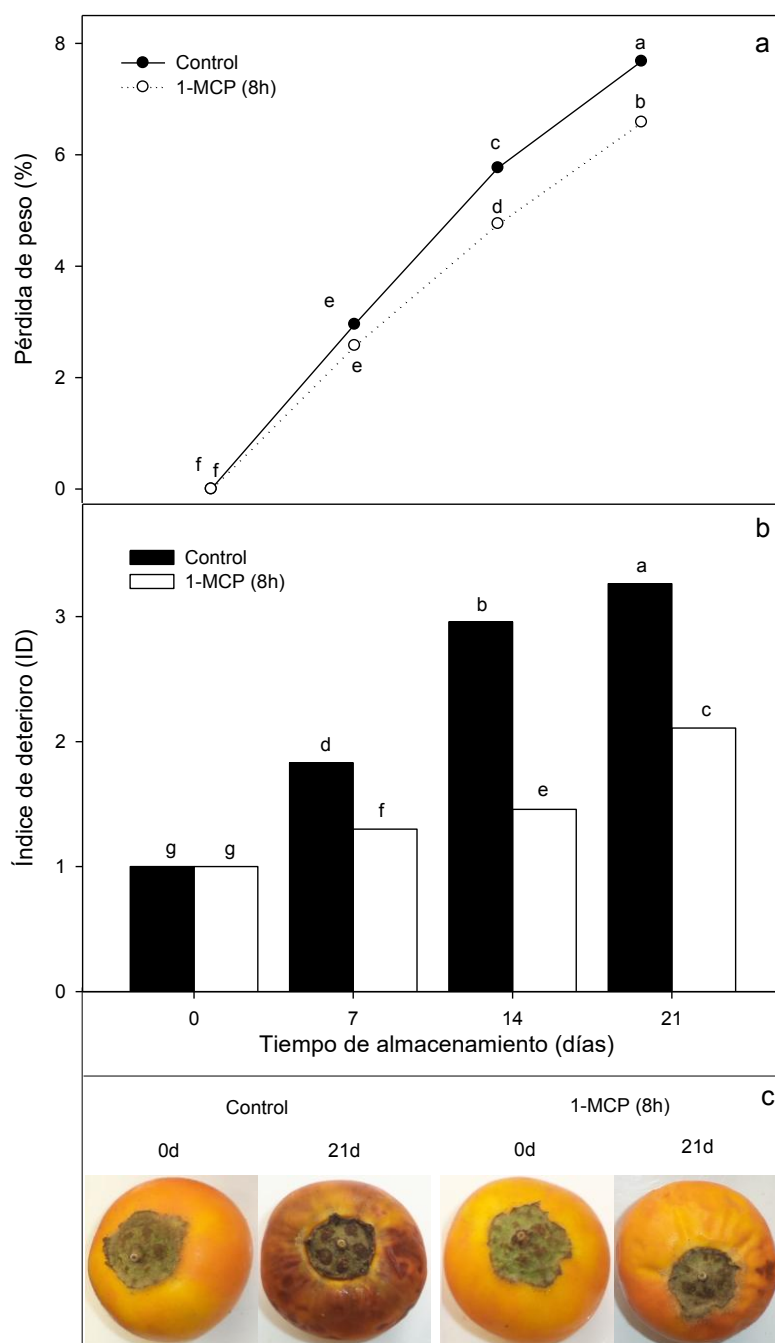 8
a
a
Control
1-MCP (8h)
b
c
6
d
Pérdida de peso (%)
4
e
e
2
f f
0
b
Control
1-MCP (8h)
a
b
3
c
Índice de deterioro (ID)
2
d
e
f
g g
1
0
0 7 14 21
Tiempo de almacenamiento (días)
c
Control 1-MCP (8h)
0d 21d 0d 21d